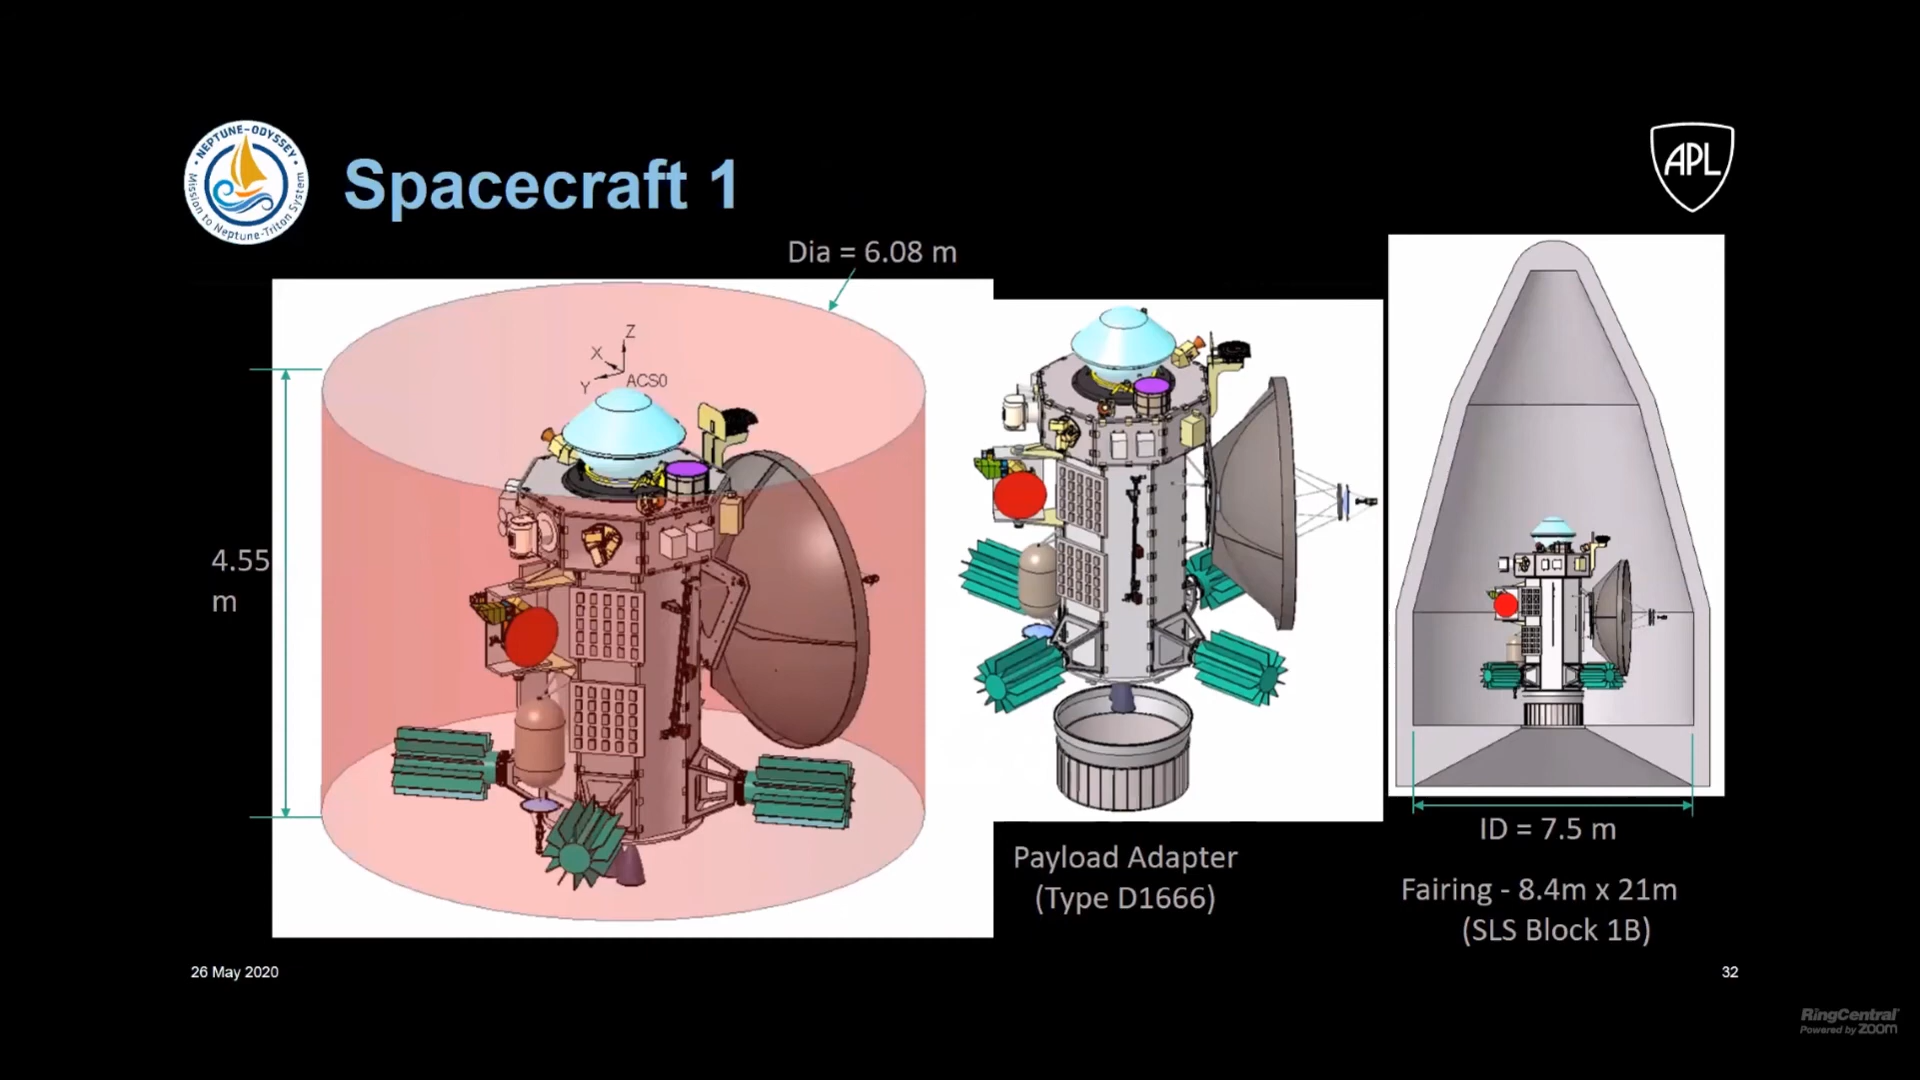 NEPTUNE-ODYSSEY
Mission to Neptune-Triton System
Spacecraft 1
APL
Dia = 6.08 m
Z
X
Y
ACS0
4.55
m
Payload Adapter
(Type D1666)
ID = 7.5 m
Fairing - 8.4m x 21m
(SLS Block 1B)
26 May 2020
32
RingCentral
Powered by zoom